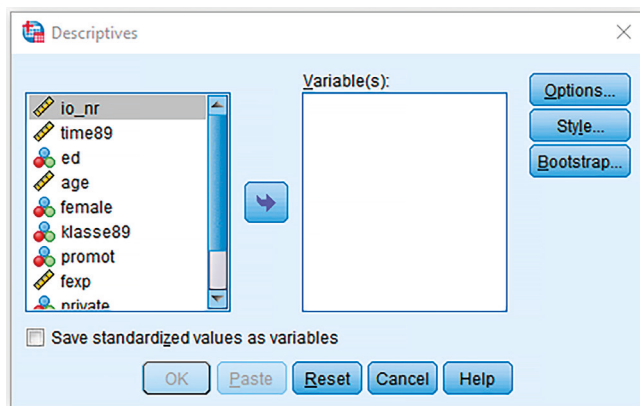 Descriptives
Variable(s):
io_nr
time89
ed
age
female
klasse89
promot
fexp
private
Options...
Style...
Bootstrap...
Save standardized values as variables
OK Paste Reset Cancel Help